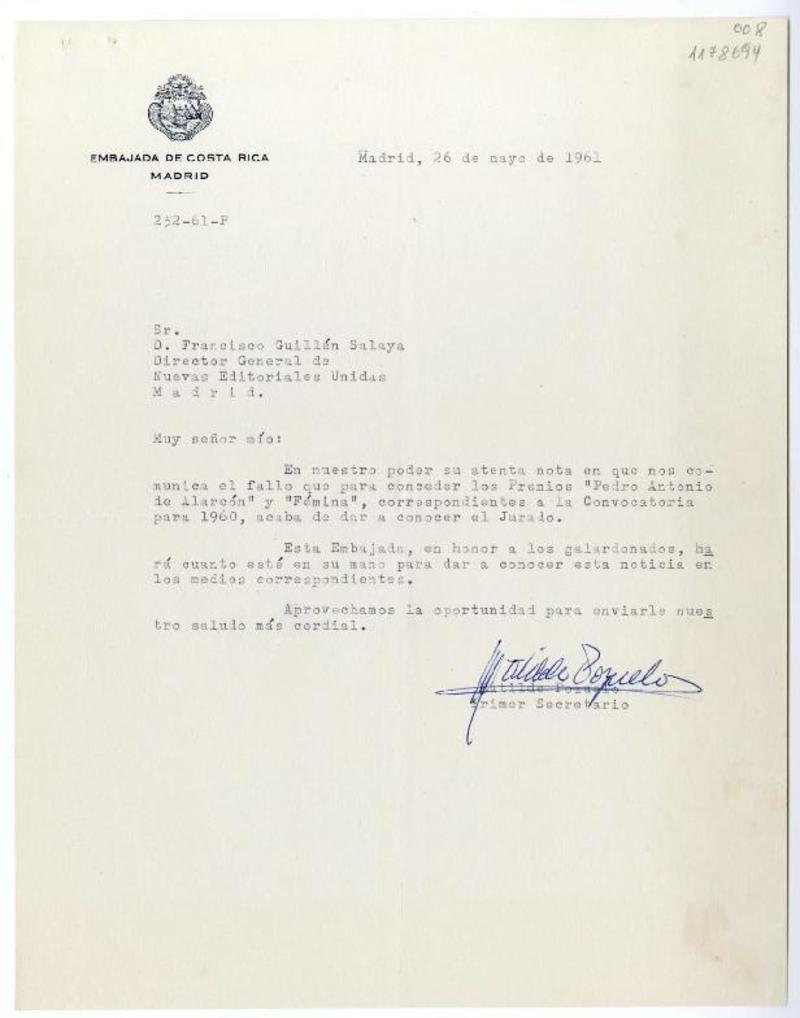 008
1178694
EMBAJADA DE COSTA RICA
MADRID
Madrid, 26 de mayo de 1961
252-61-P
Sr.
D. Francisco Guillén Salaya
Director General de
Nuevas Editoriales Unidas
M a d r i d.
Muy señor mío:
En nuestro poder su atenta nota en que nos co-
munica el fallo que para conceder los Premios "Pedro Antonio
de Alarcón" y "Fémina", correspondientes a la Convocatoria
para 1960, acaba de dar a conocer el Jurado.
Esta Embajada, en honor a los galardonados, ha
rá cuanto esté en su mano para dar a conocer esta noticia en
los medios correspondientes.
Aprovechamos la oportunidad para enviarle nues
tro saludo más cordial.
Matilde Pozuelo
Matilde Pozuelo
Primer Secretario